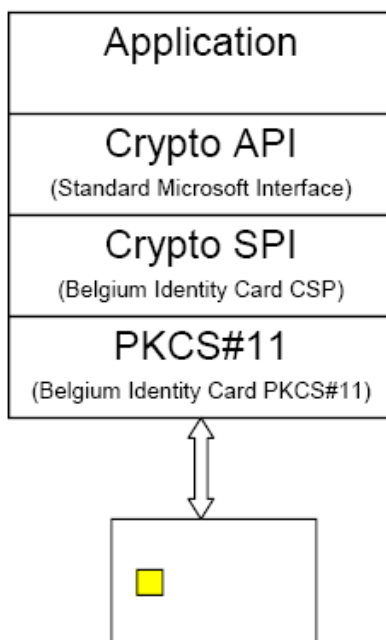 Application
Crypto API
(Standard Microsoft Interface)
Crypto SPI
(Belgium Identity Card CSP)
PKCS#11
(Belgium Identity Card PKCS#11)